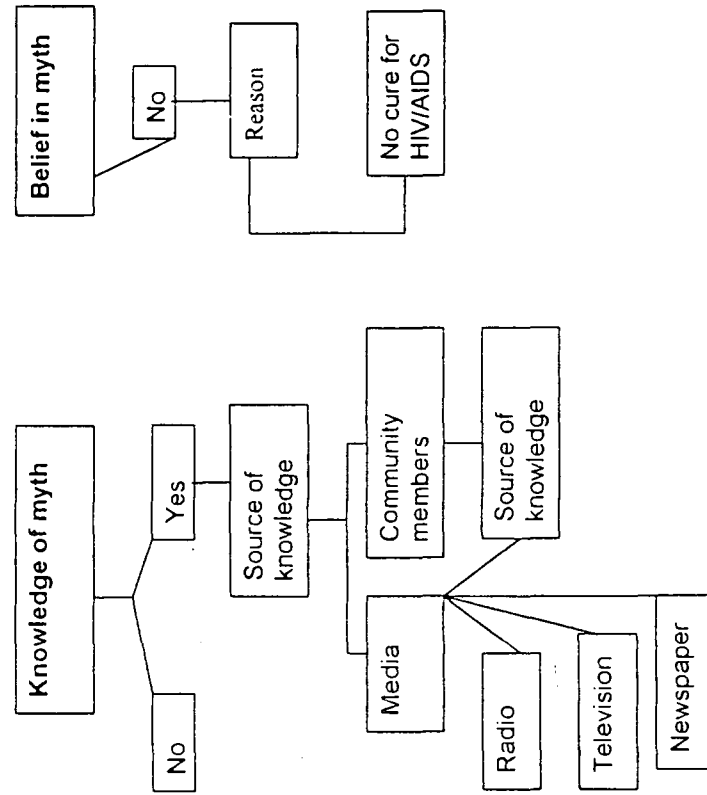 Knowledge of myth
No
Yes
Source of
knowledge
Media
Community
members
Radio
Television
Newspaper
Source of
knowledge
Belief in myth
No
Reason
No cure for
HIV/AIDS